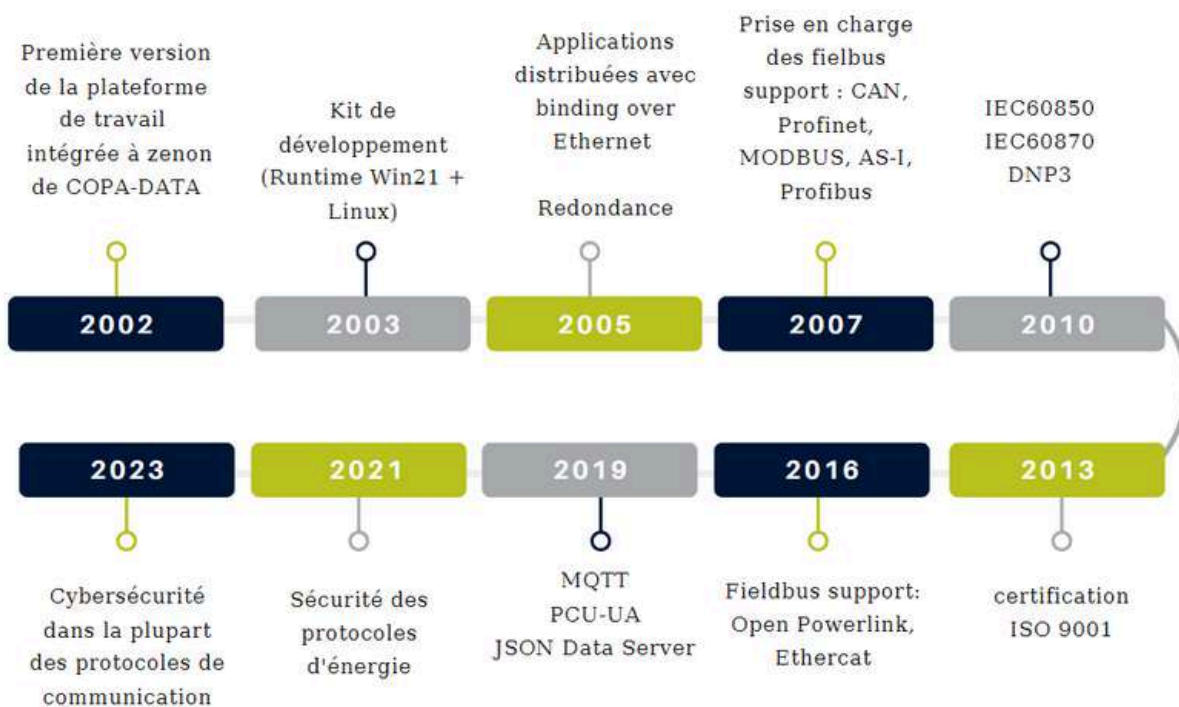 Première version
de la plateforme
de travail
intégrée à zenon
de COPA-DATA
Kit de
développement
(Runtime Win21 +
Linux)
Applications
distribuées avec
binding over
Ethernet
Redondance
Prise en charge
des fielbus
support : CAN,
Profinet,
MODBUS, AS-I,
Profibus
IEC60850
IEC60870
DNP3
2002
2003
2005
2007
2010
2023
2021
2019
2016
2013
Cybersécurité
dans la plupart
des protocoles de
communication
Sécurité des
protocoles
d'énergie
MQTT
PCU-UA
JSON Data Server
Fieldbus support:
Open Powerlink,
Ethercat
certification
ISO 9001